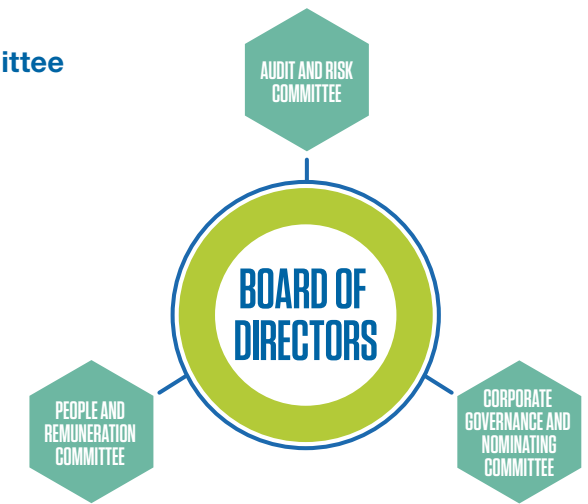 ittee
AUDIT AND RISK
COMMITTEE
BOARD OF
DIRECTORS
PEOPLE AND
REMUNERATION
COMMITTEE
CORPORATE
GOVERNANCE AND
NOMINATING
COMMITTEE